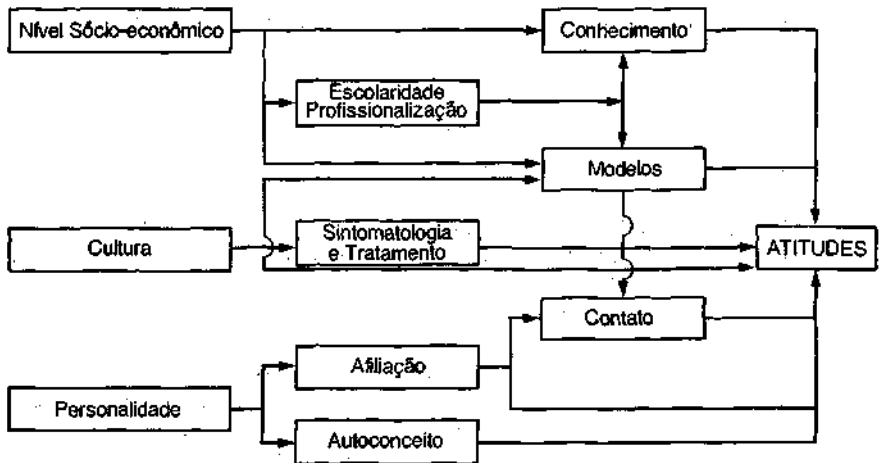 Nível Sócio-econômico
Conhecimento
Escolaridade
Profissionalização
Modelos
Cultura
Sintomatologia
e Tratamento
ATITUDES
Contato
Afiliação
Personalidade
Autoconceito